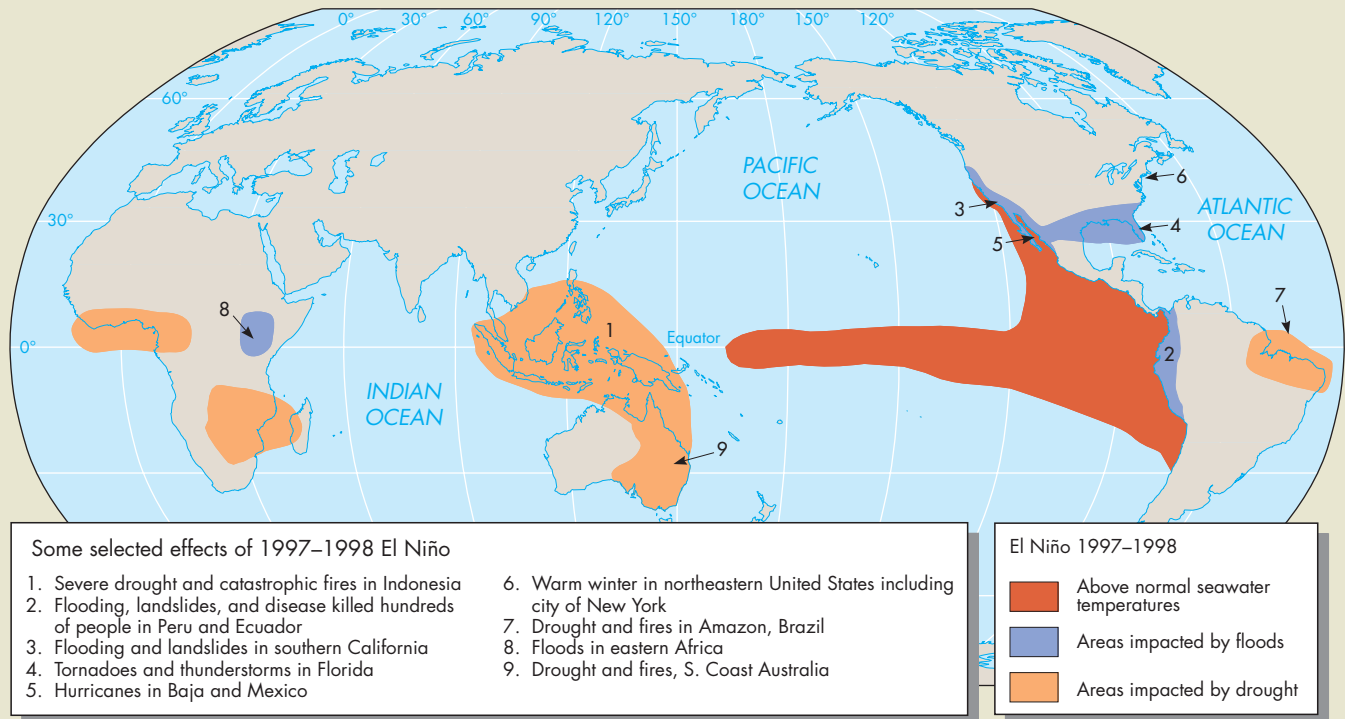 0° 30° 60° 90° 120° 150° 180° 150° 120°
60°
PACIFIC
OCEAN
6
ATLANTIC
OCEAN
30°
3
4
5
8
7
1
Equator
0°
2
INDIAN
OCEAN
9
Some selected effects of 1997–1998 El Niño
1. Severe drought and catastrophic fires in Indonesia
2. Flooding, landslides, and disease killed hundreds
of people in Peru and Ecuador
3. Flooding and landslides in southern California
4. Tornadoes and thunderstorms in Florida
5. Hurricanes in Baja and Mexico
6. Warm winter in northeastern United States including
city of New York
7. Drought and fires in Amazon, Brazil
8. Floods in eastern Africa
9. Drought and fires, S. Coast Australia
El Niño 1997–1998
Above normal seawater
temperatures
Areas impacted by floods
Areas impacted by drought